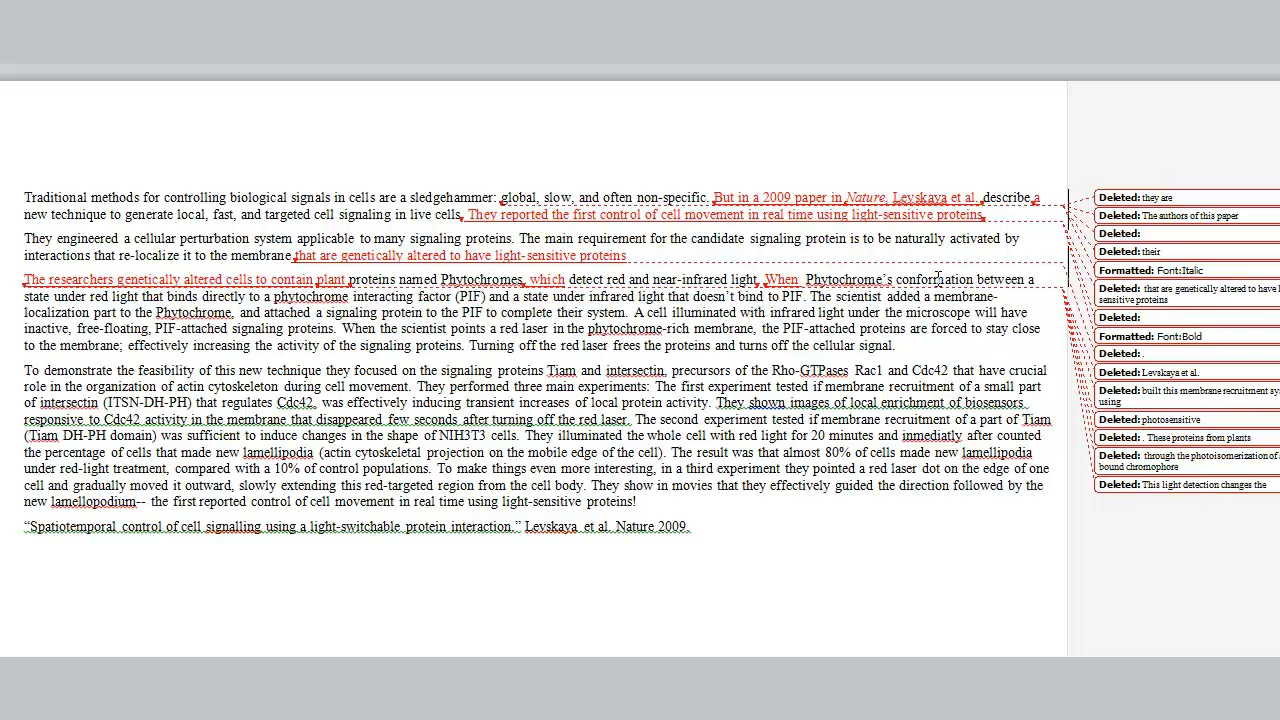 Traditional methods for controlling biological signals in cells are a sledgehammer: global, slow, and often non-specific. But in a 2009 paper in Nature, Levskaya et al. describe a
new technique to generate local, fast, and targeted cell signaling in live cells. They reported the first control of cell movement in real time using light-sensitive proteins.
They engineered a cellular perturbation system applicable to many signaling proteins. The main requirement for the candidate signaling protein is to be naturally activated by
interactions that re-localize it to the membrane that are genetically altered to have light-sensitive proteins
The researchers genetically altered cells to contain plant proteins named Phytochromes, which detect red and near-infrared light. When Phytochrome's conformation between a
state under red light that binds directly to a phytochrome interacting factor (PIF) and a state under infrared light that doesn't bind to PIF. The scientist added a membrane-
localization part to the Phytochrome, and attached a signaling protein to the PIF to complete their system. A cell illuminated with infrared light under the microscope will have
inactive, free-floating, PIF-attached signaling proteins. When the scientist points a red laser in the phytochrome-rich membrane, the PIF-attached proteins are forced to stay close
to the membrane; effectively increasing the activity of the signaling proteins. Turning off the red laser frees the proteins and turns off the cellular signal.
To demonstrate the feasibility of this new technique they focused on the signaling proteins Tiam and intersectin, precursors of the Rho-GTPases Rac1 and Cdc42 that have crucial
role in the organization of actin cytoskeleton during cell movement. They performed three main experiments: The first experiment tested if membrane recruitment of a small part
of intersectin (ITSN-DH-PH) that regulates Cdc42, was effectively inducing transient increases of local protein activity. They shown images of local enrichment of biosensors
responsive to Cdc42 activity in the membrane that disappeared few seconds after turning off the red laser. The second experiment tested if membrane recruitment of a part of Tiam
(Tiam DH-PH domain) was sufficient to induce changes in the shape of NIH3T3 cells. They illuminated the whole cell with red light for 20 minutes and inmediatly after counted
the percentage of cells that made new lamellipodia (actin cytoskeletal projection on the mobile edge of the cell). The result was that almost 80% of cells made new lamellipodia
under red-light treatment, compared with a 10% of control populations. To make things even more interesting, in a third experiment they pointed a red laser dot on the edge of one
cell and gradually moved it outward, slowly extending this red-targeted region from the cell body. They show in movies that they effectively guided the direction followed by the
new lamellopodium-- the first reported control of cell movement in real time using light-sensitive proteins!
“Spatiotemporal control of cell signalling using a light-switchable protein interaction.” Levskaya et al. Nature 2009.
Deleted: they are
Deleted: The authors of this paper
Deleted:
Deleted: their
Formatted: Font:Italic
Deleted: that are genetically altered to have
sensitive proteins
Deleted:
Formatted: Font:Bold
Deleted: .
Deleted: Levskaya et al.
Deleted: built this membrane recruitment
using
Deleted: photosensitive
Deleted: . These proteins from plants
Deleted: through the photoisomerization of
bound chromophore
Deleted: This light detection changes the